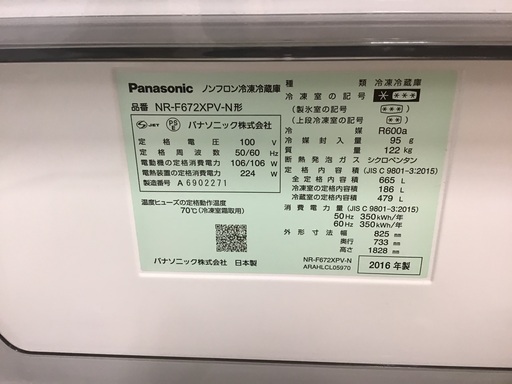 Panasonic ノンフロン冷凍冷蔵庫
品番 NR-F672XPV-N形
JET PSE パナソニック株式会社
定格電圧 100 V
定格周波数 50/60 Hz
電動機の定格消費電力 106/106 W
電熱装置の定格消費電力 224 W
製造番号 A 6902271
温度ヒューズの定格動作温度
70℃(冷凍室霜取用)
パナソニック株式会社 日本製
種類 冷凍冷蔵庫
冷凍室の記号 * ***
(製氷室の記号) ***
(上段冷凍室の記号) ***
冷媒 R600a
冷媒封入量 95 g
質量 122 kg
断熱発泡ガス シクロペンタン
定格内容積 (JIS C 9801-3:2015)
全定格内容積 665 L
冷凍室の定格内容積 186 L
冷蔵室の定格内容積 479 L
消費電力量 (JIS C 9801-3:2015)
50Hz 350kWh/年
60Hz 350kWh/年
外形寸法 幅 825 mm
奥行 733 mm
高さ 1828 mm
NR-F672XPV-N
ARAHLCL05970
2016 年製